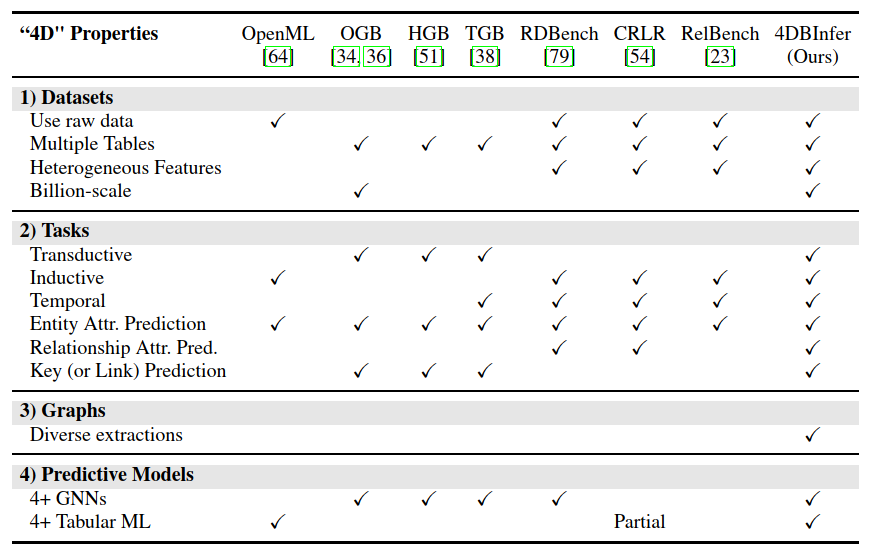 “4D" Properties OpenML OGB HGB TGB RDBench CRLR RelBench 4DBInfer
[64] [34, 36] [51] [38] [79] [54] [23] (Ours)
1) Datasets
Use raw data ✓ ✓ ✓ ✓ ✓
Multiple Tables ✓ ✓ ✓ ✓ ✓ ✓ ✓
Heterogeneous Features ✓ ✓ ✓ ✓
Billion-scale ✓ ✓
2) Tasks
Transductive ✓ ✓ ✓ ✓
Inductive ✓ ✓ ✓ ✓ ✓
Temporal ✓ ✓ ✓ ✓ ✓
Entity Attr. Prediction ✓ ✓ ✓ ✓ ✓ ✓ ✓ ✓
Relationship Attr. Pred. ✓ ✓ ✓
Key (or Link) Prediction ✓ ✓ ✓ ✓
3) Graphs
Diverse extractions ✓
4) Predictive Models
4+ GNNs ✓ ✓ ✓ ✓ ✓
4+ Tabular ML ✓ Partial ✓